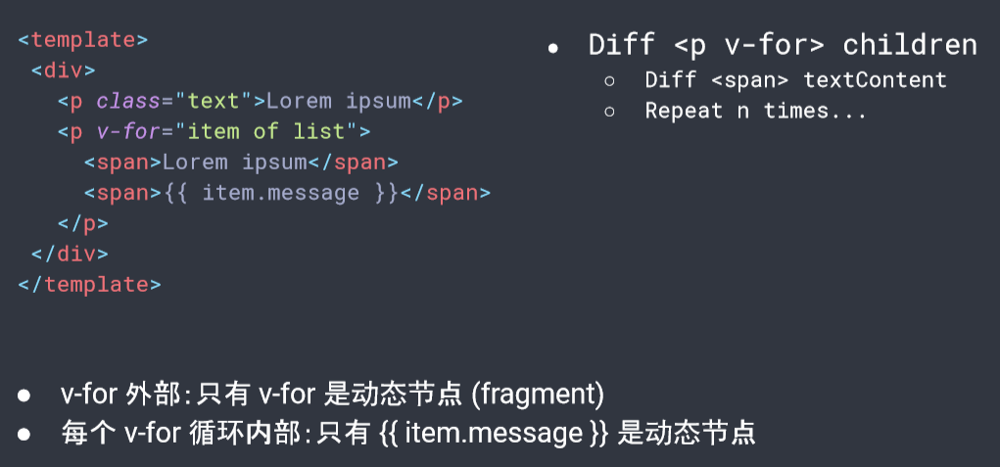 <template>
<div>
<p class="text">Lorem ipsum</p>
<p v-for="item of list">
<span>Lorem ipsum</span>
<span>{{ item.message }}</span>
</p>
</div>
</template>
● Diff <p v-for> children
○ Diff <span> textContent
○ Repeat n times...
● v-for 外部：只有 v-for 是动态节点 (fragment)
● 每个 v-for 循环内部：只有 {{ item.message }} 是动态节点